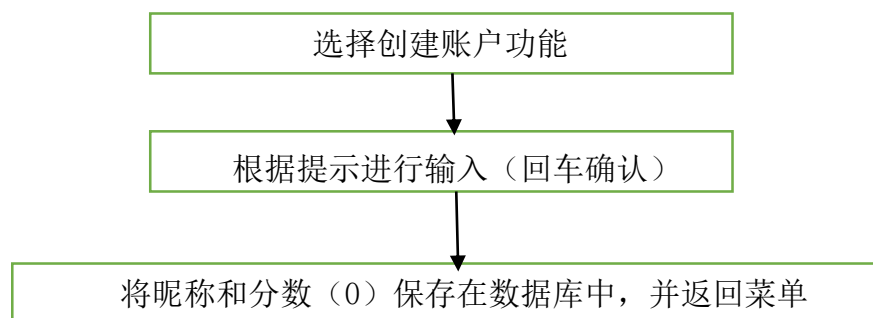 选择创建账户功能
根据提示进行输入（回车确认）
将昵称和分数（0）保存在数据库中，并返回菜单